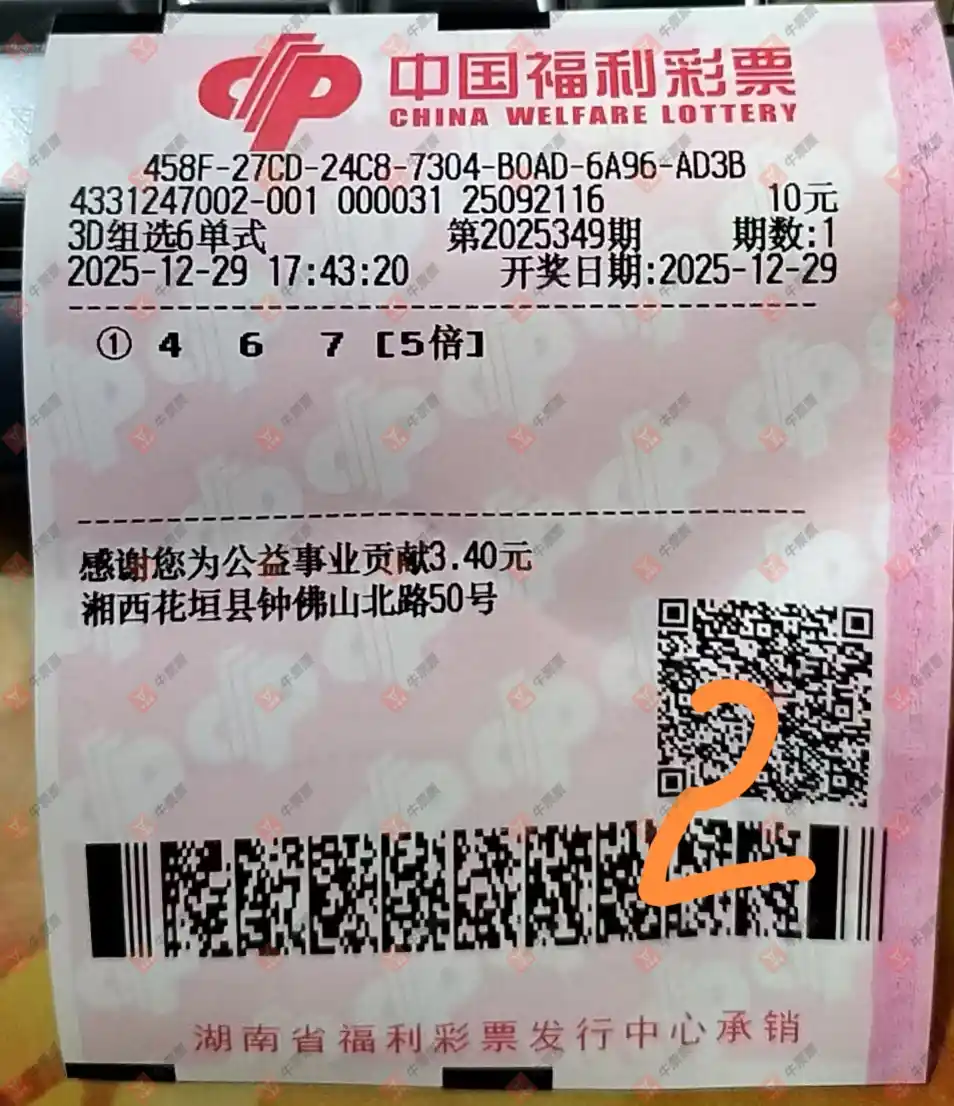 中国福利彩票
CHINA WELFARE LOTTERY
458F-27CD-24C8-7304-B0AD-6A96-AD3B
4331247002-001 000031 25092116 10元
3D组选6单式 第2025349期 期数:1
2025-12-29 17:43:20 开奖日期:2025-12-29
① 4 6 7 [5倍]
感谢您为公益事业贡献3.40元
湘西花垣县钟佛山北路50号
2
湖南省福利彩票发行中心承销